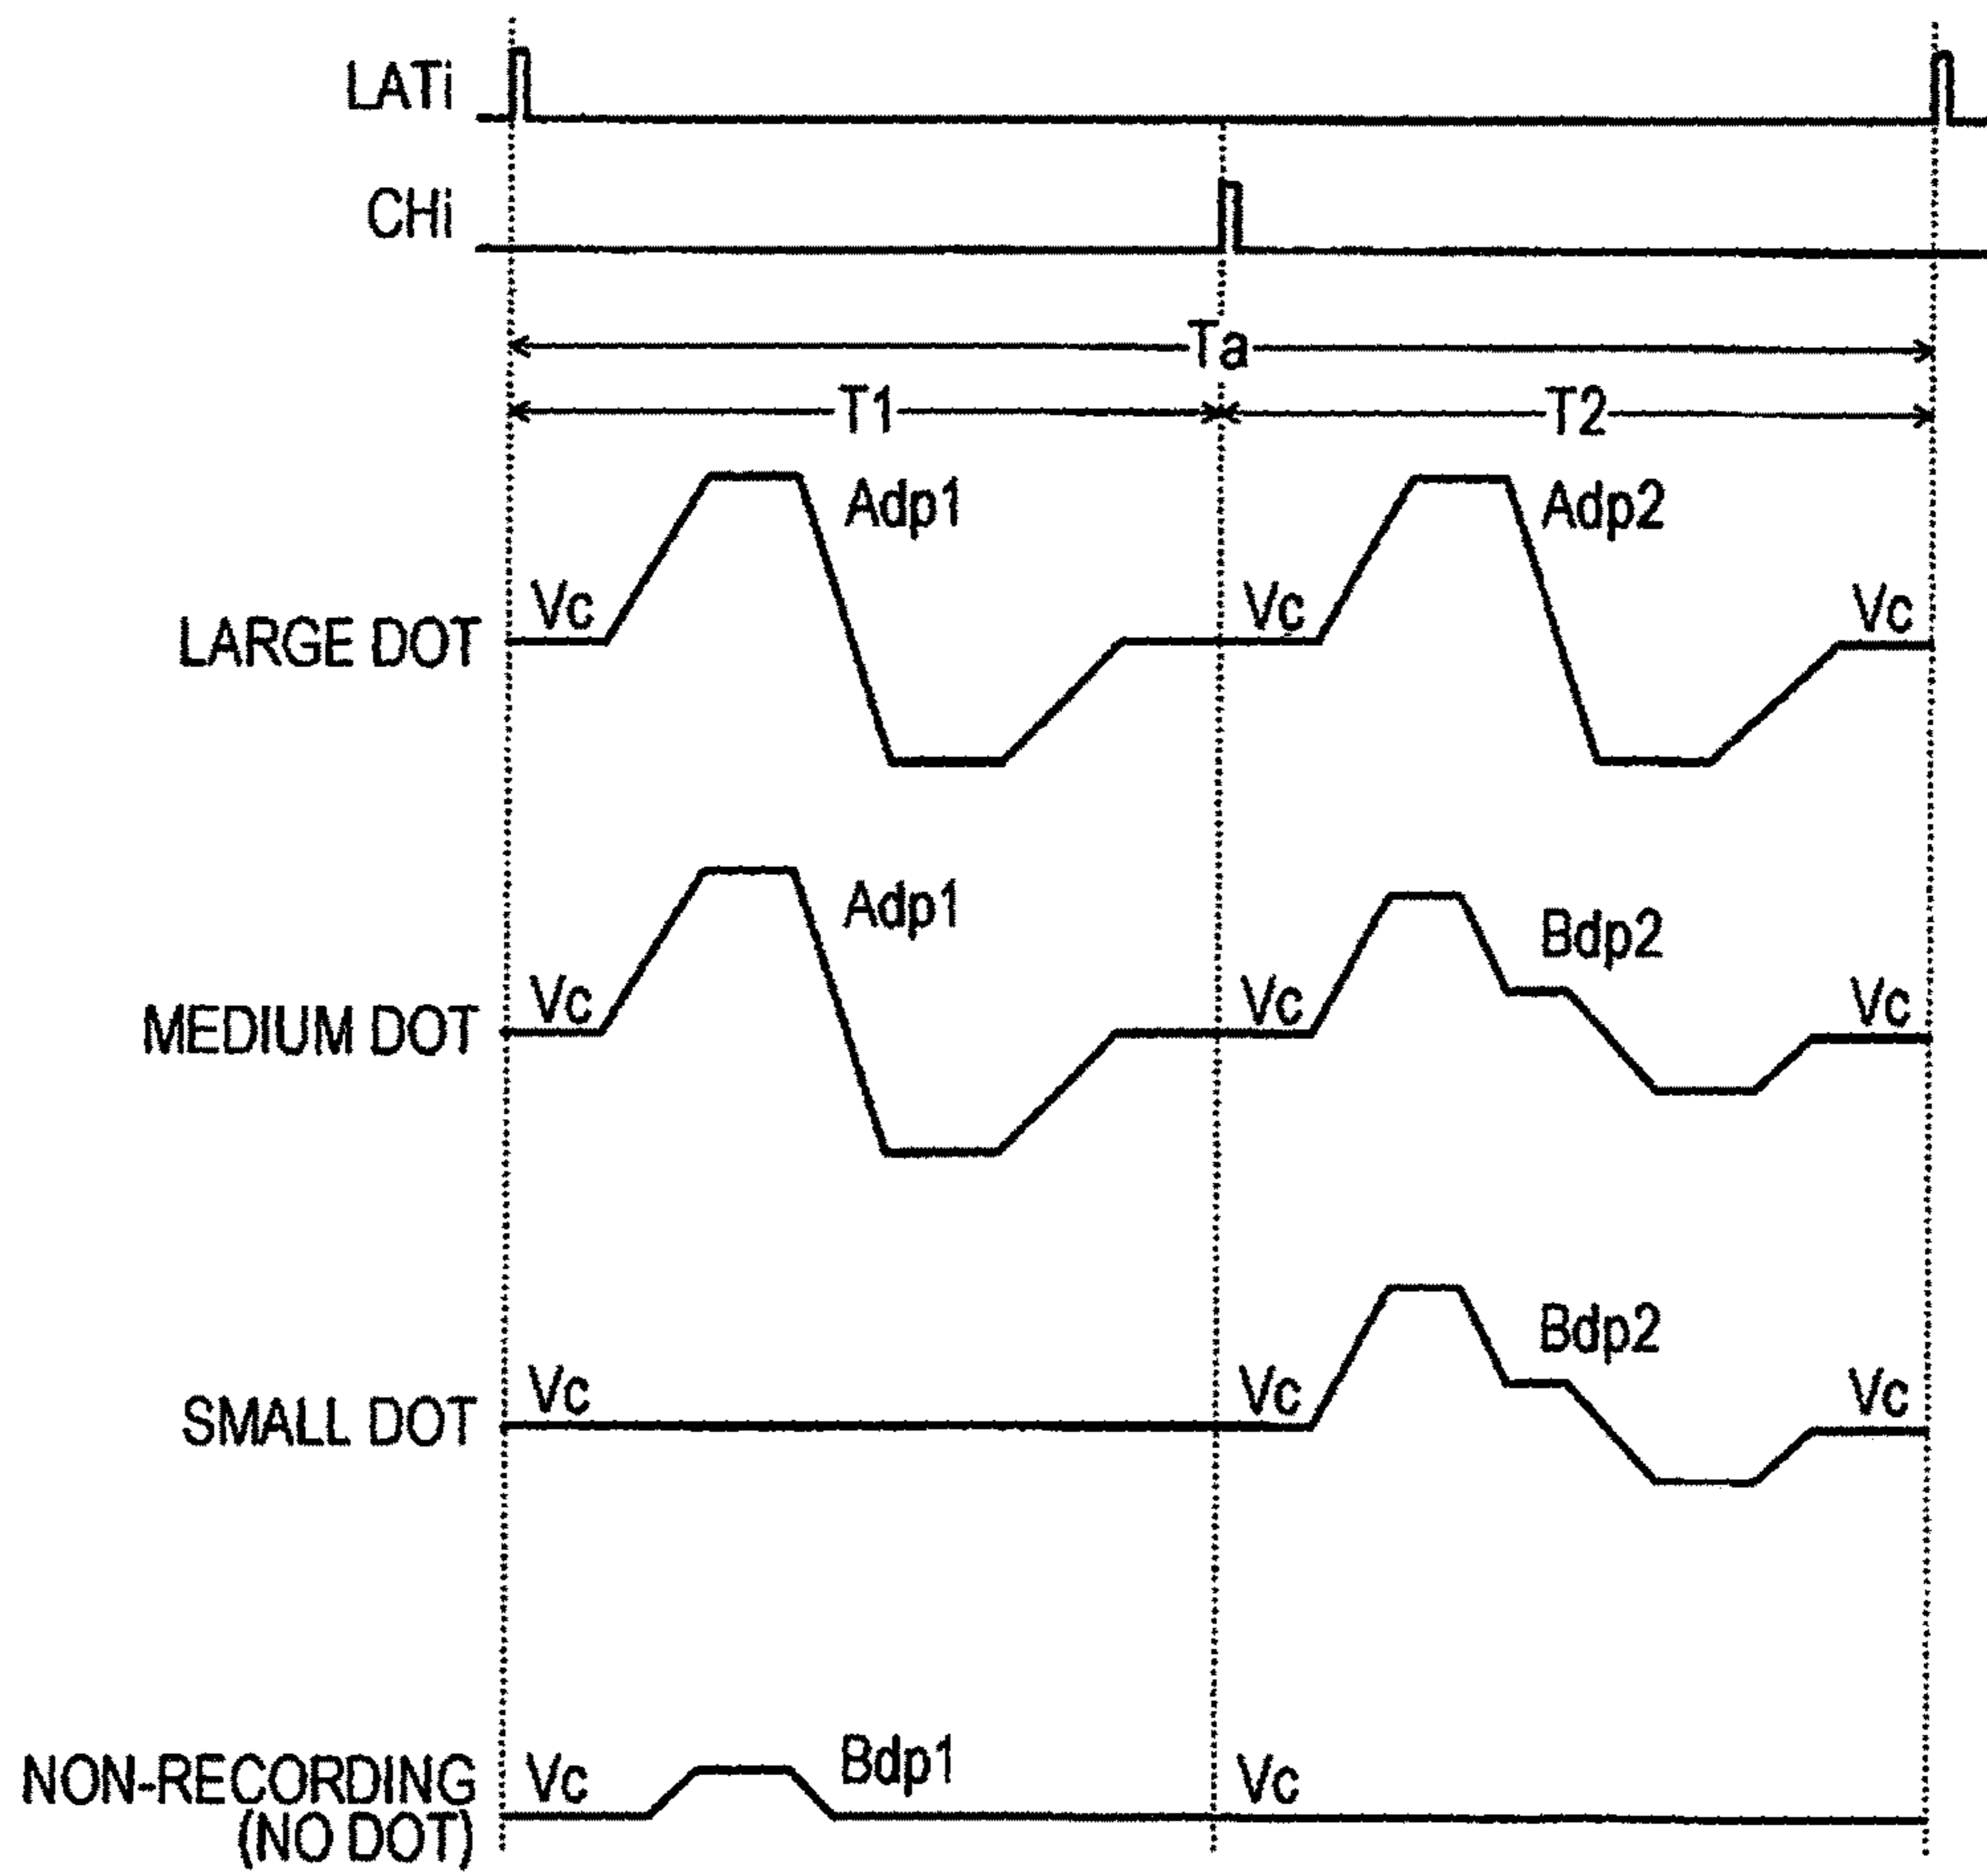 LATi
CHi
Ta
T1 T2
Adp1 Adp2
Vc Vc Vc
LARGE DOT
Adp1 Bdp2
Vc Vc Vc
MEDIUM DOT
Bdp2
Vc Vc Vc
SMALL DOT
Bdp1
Vc Vc
NON-RECORDING
(NO DOT)